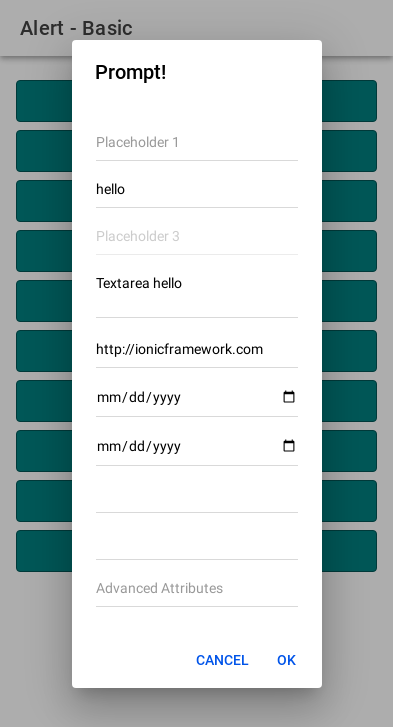 Alert - Basic
Prompt!
Placeholder 1
hello
Placeholder 3
Textarea hello
http://ionicframework.com
mm/dd/yyyy
mm/dd/yyyy
Advanced Attributes
CANCEL OK